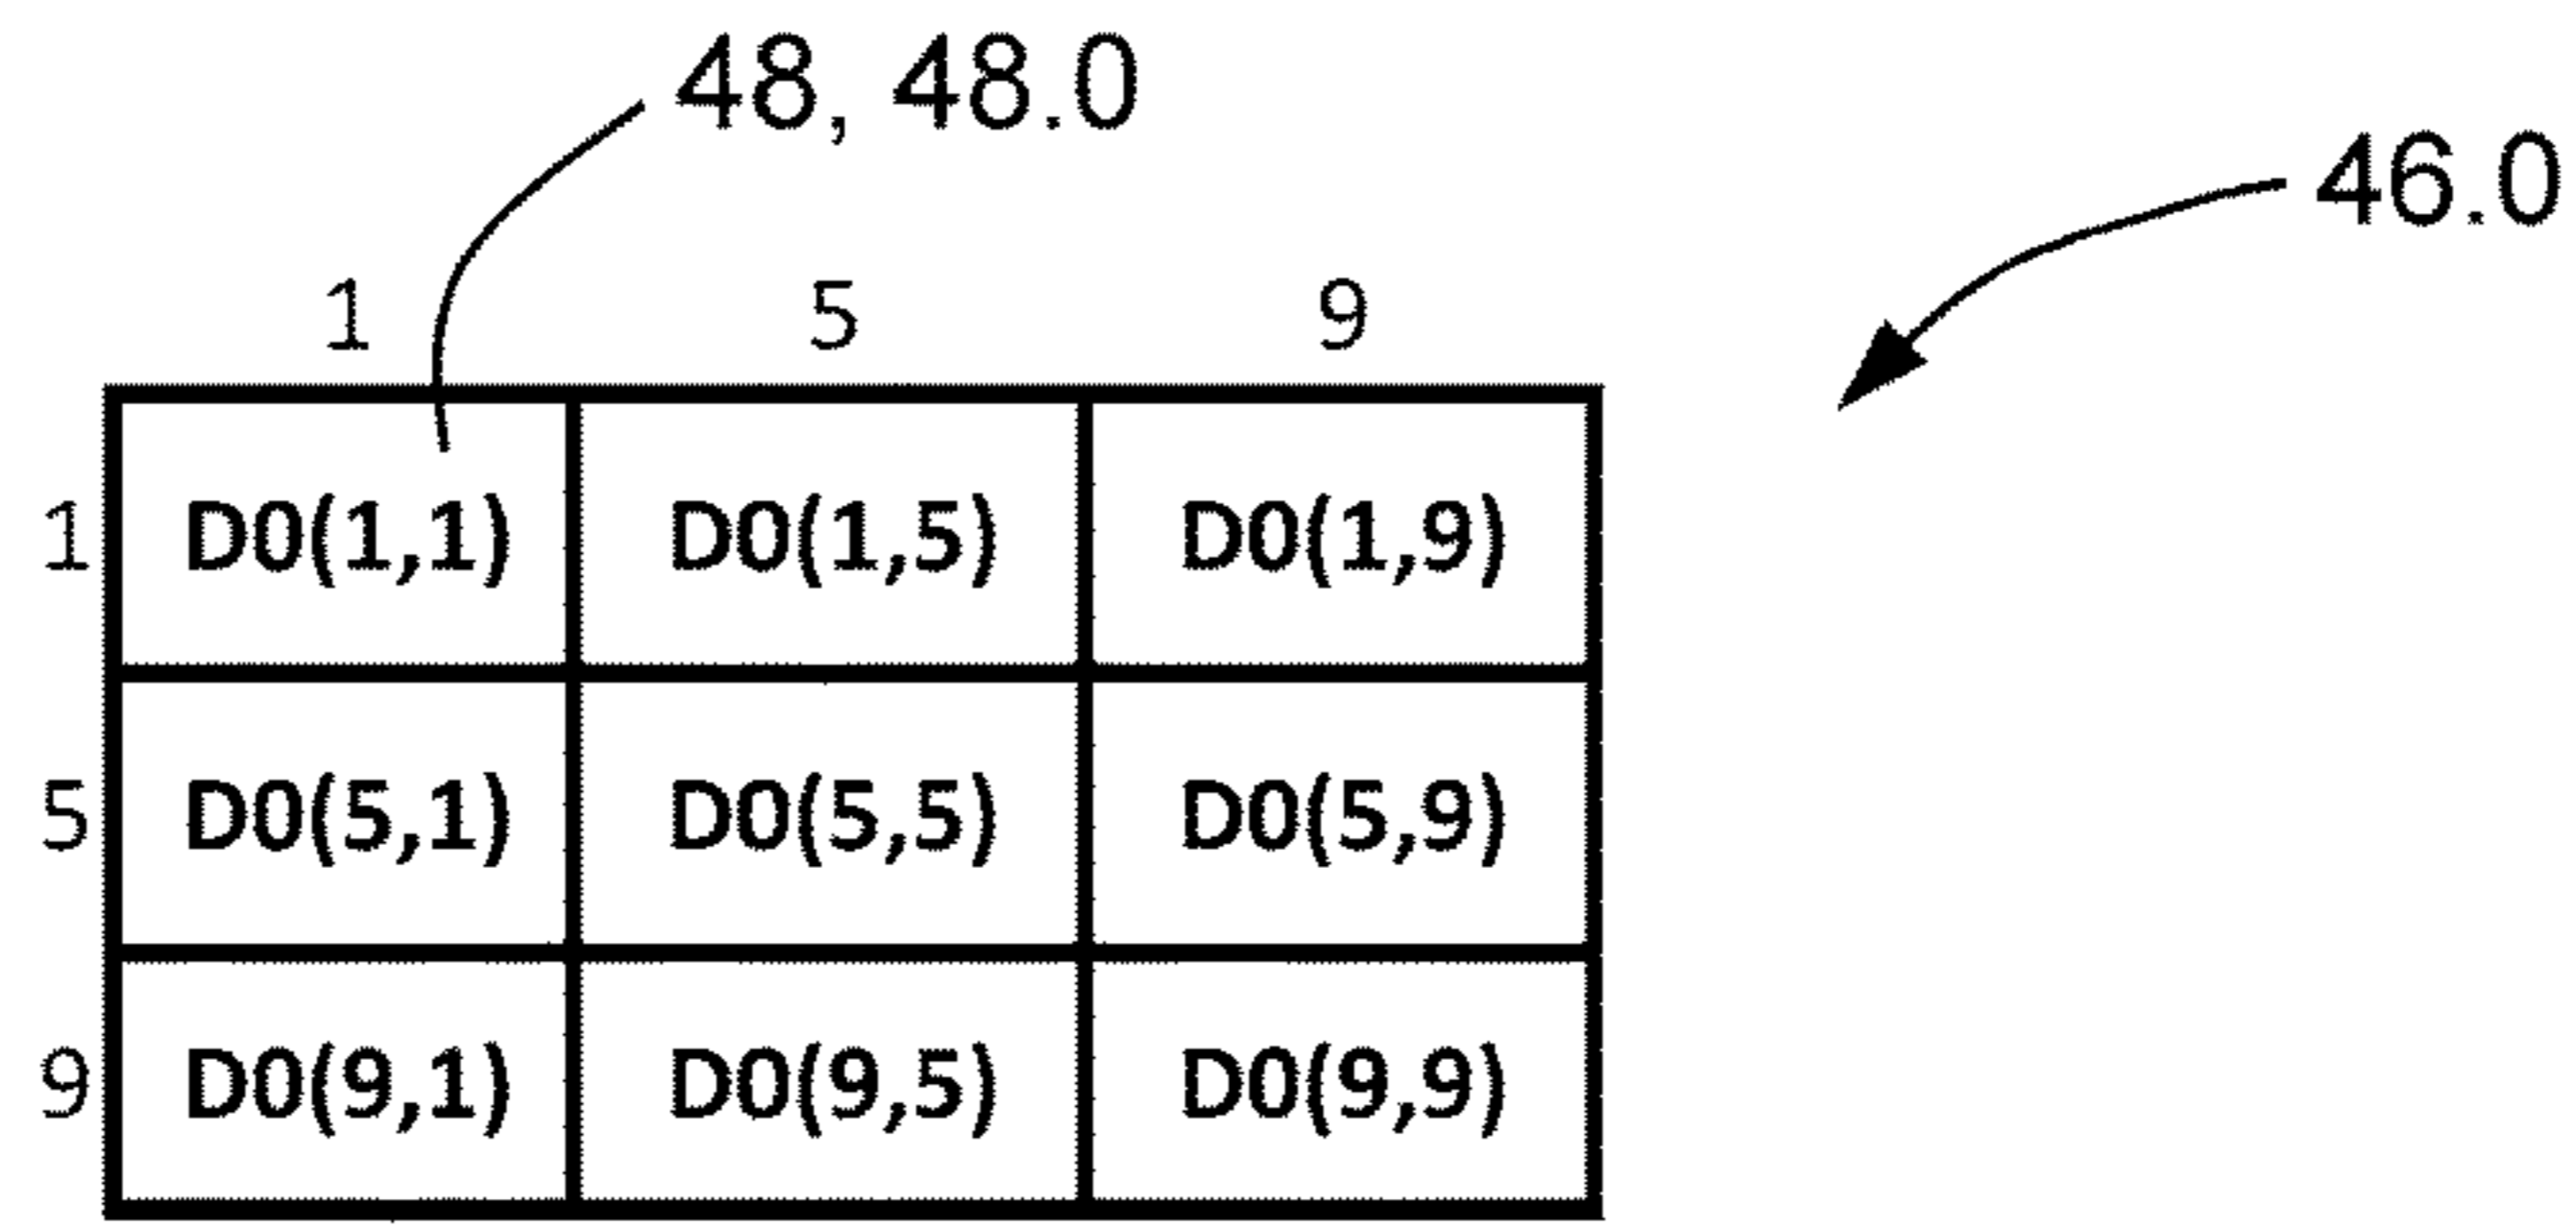 48, 48.0
46.0
1 5 9
1 D0(1,1) D0(1,5) D0(1,9)
5 D0(5,1) D0(5,5) D0(5,9)
9 D0(9,1) D0(9,5) D0(9,9)